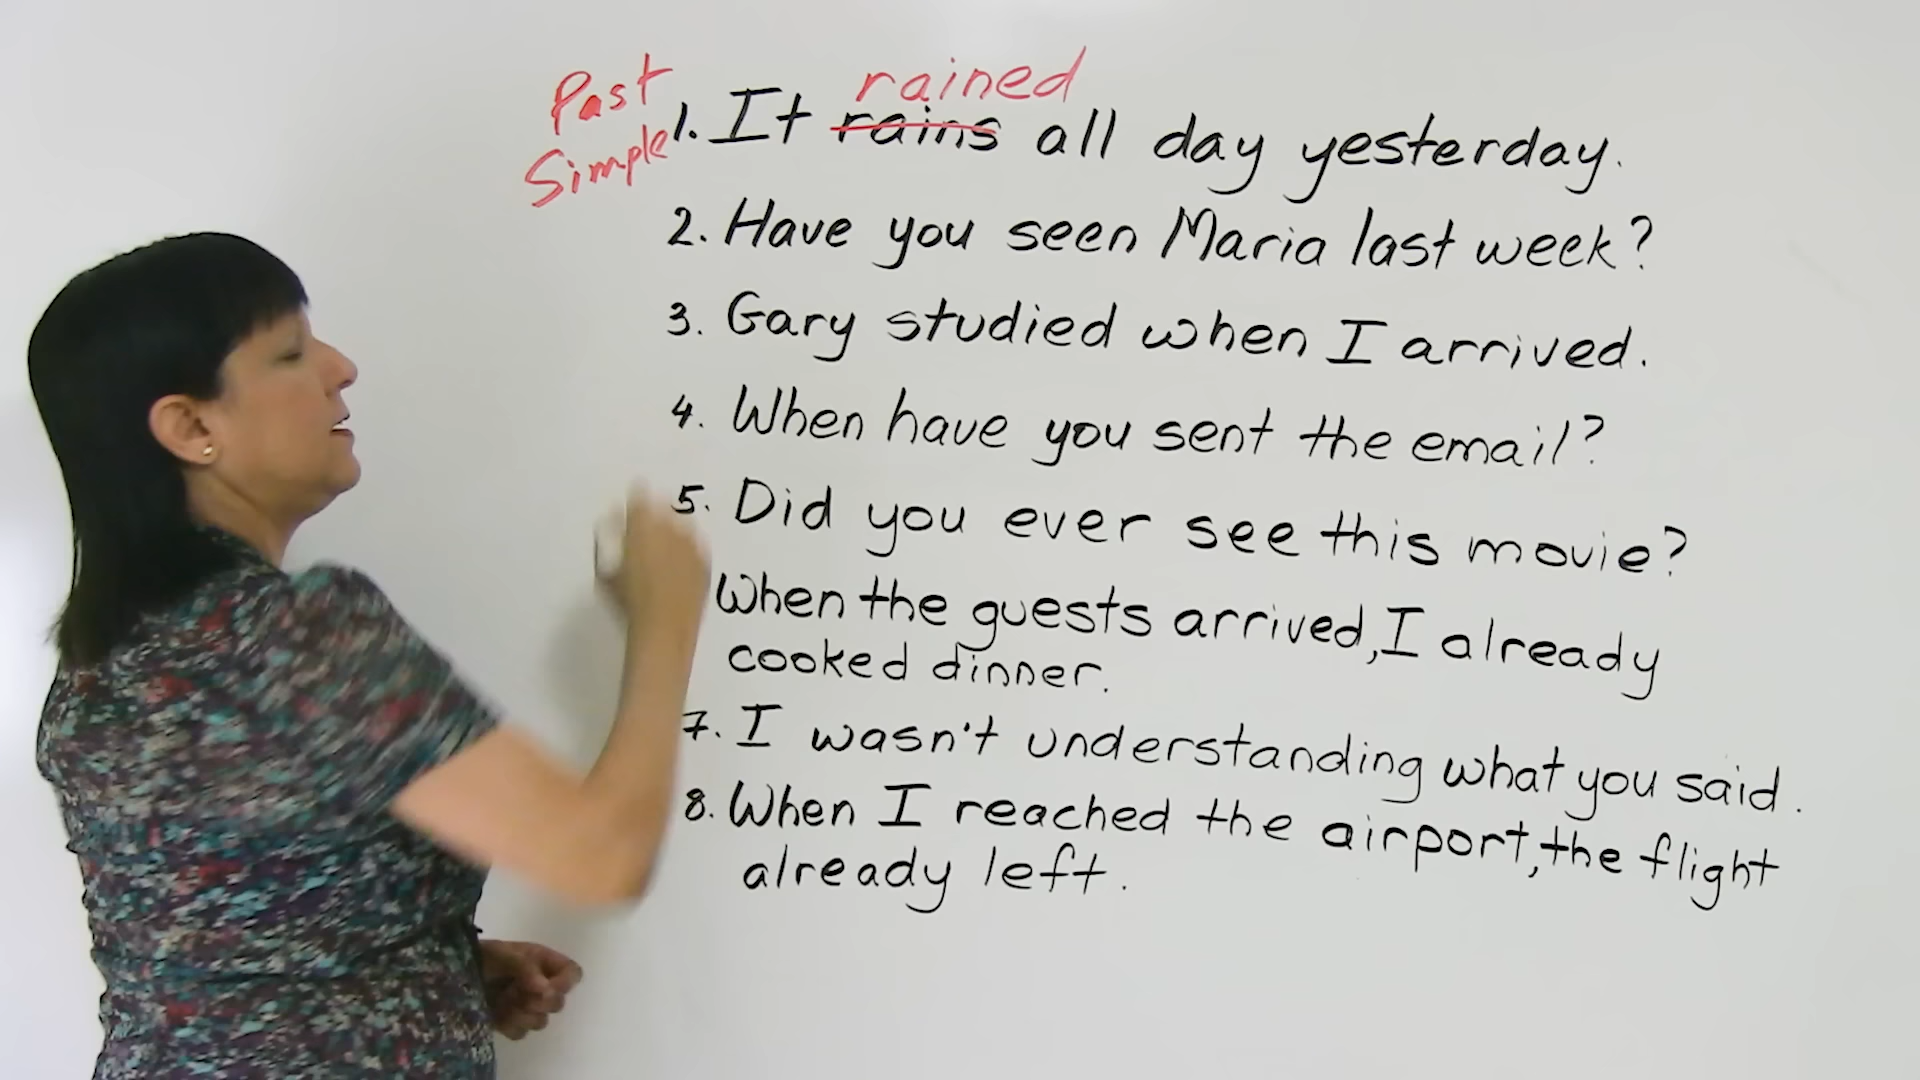 Past
Simple
rained
1. It rains all day yesterday.
2. Have you seen Maria last week?
3. Gary studied when I arrived.
4. When have you sent the email?
5. Did you ever see this movie?
When the guests arrived, I already
cooked dinner.
7. I wasn't understanding what you said.
8. When I reached the airport, the flight
already left.